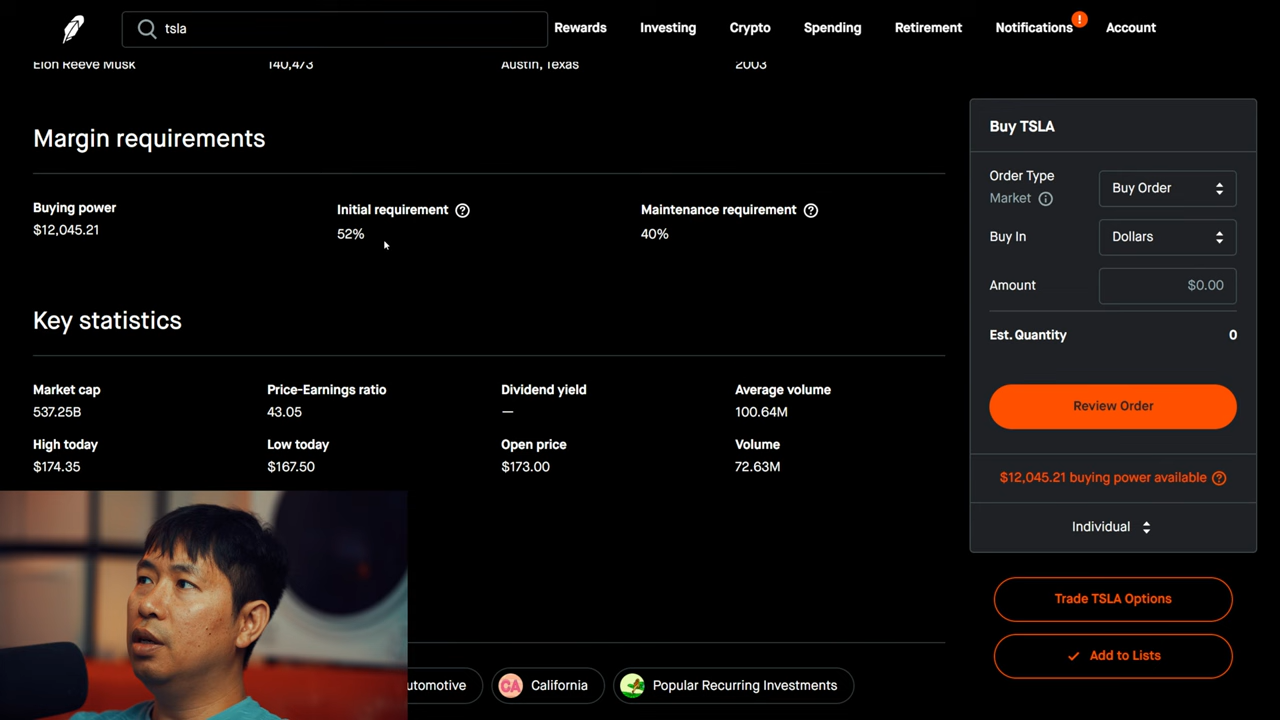 tsla
Rewards
Investing
Crypto
Spending
Retirement
Notifications
!
Account
Elon Reeve Musk
140,473
Austin, Texas
2003
Margin requirements
Buying power
$12,045.21
Initial requirement ?
52%
Maintenance requirement ?
40%
Key statistics
Market cap
537.25B
Price-Earnings ratio
43.05
Dividend yield
—
Average volume
100.64M
High today
$174.35
Low today
$167.50
Open price
$173.00
Volume
72.63M
utomotive
CA California
Popular Recurring Investments
Buy TSLA
Order Type
Market i
Buy Order
Buy In
Dollars
Amount
$0.00
Est. Quantity
0
Review Order
$12,045.21 buying power available ?
Individual
Trade TSLA Options
Add to Lists